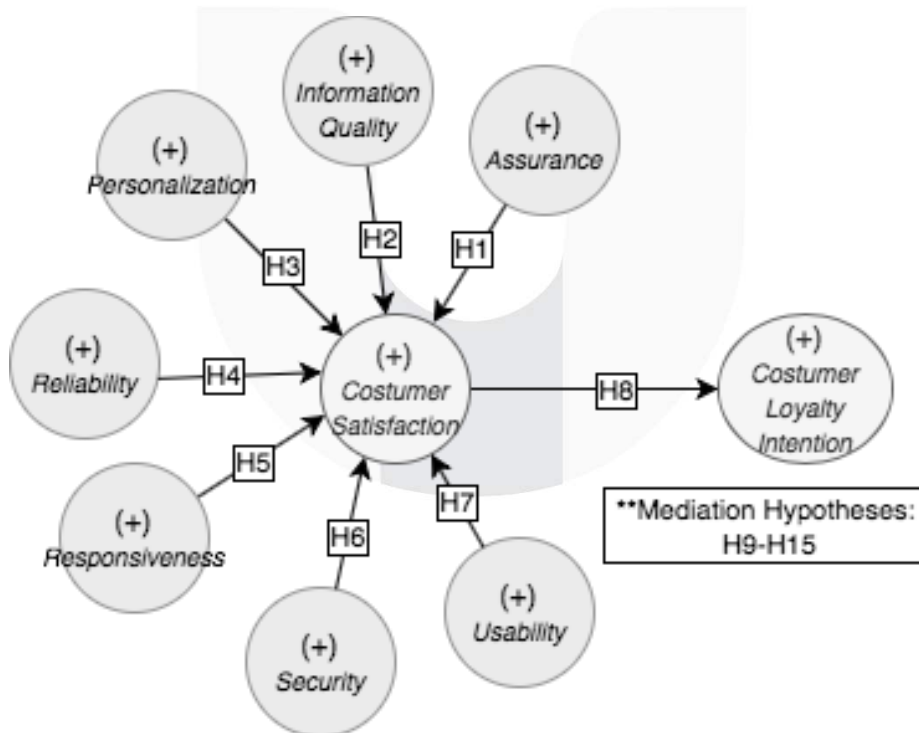 (+)
Information
Quality
(+)
Assurance
(+)
Personalization
H2
H1
H3
(+)
Reliability
H4
(+)
Costumer
Satisfaction
H8
(+)
Costumer
Loyalty
Intention
H5
(+)
Responsiveness
H6
H7
**Mediation Hypotheses:
H9-H15
(+)
Security
(+)
Usability